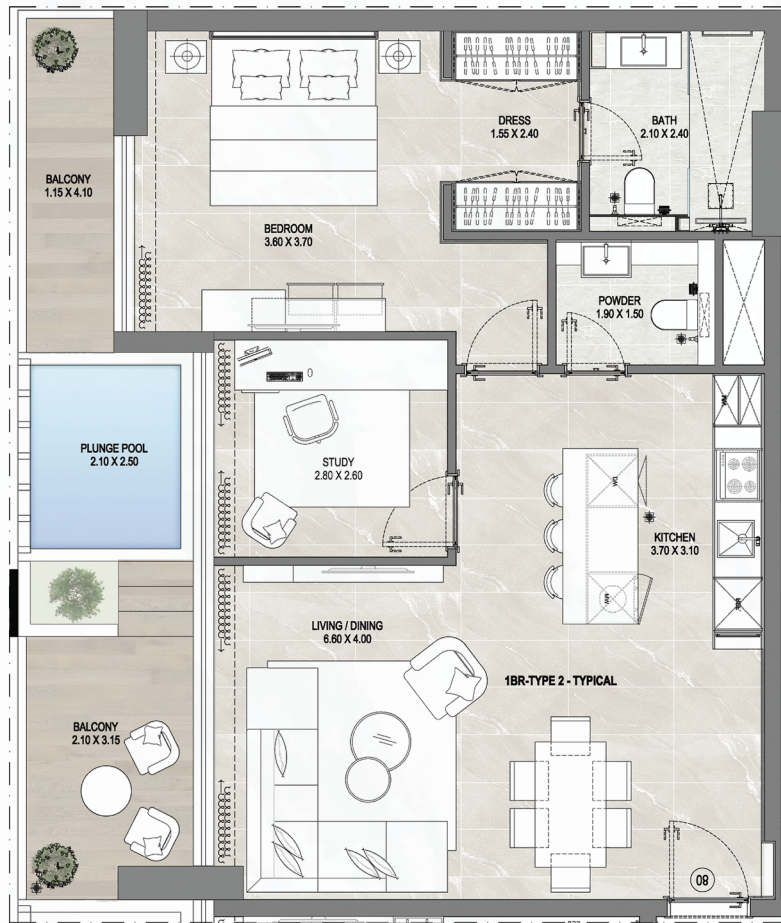 BALCONY
1.15 X 4.10
BEDROOM
3.60 X 3.70
DRESS
1.55 X 2.40
BATH
2.10 X 2.40
POWDER
1.90 X 1.50
PLUNGE POOL
2.10 X 2.50
STUDY
2.80 X 2.60
DW
KITCHEN
3.70 X 3.10
MW
LIVING / DINING
6.60 X 4.00
1BR-TYPE 2 - TYPICAL
BALCONY
2.10 X 3.15
08